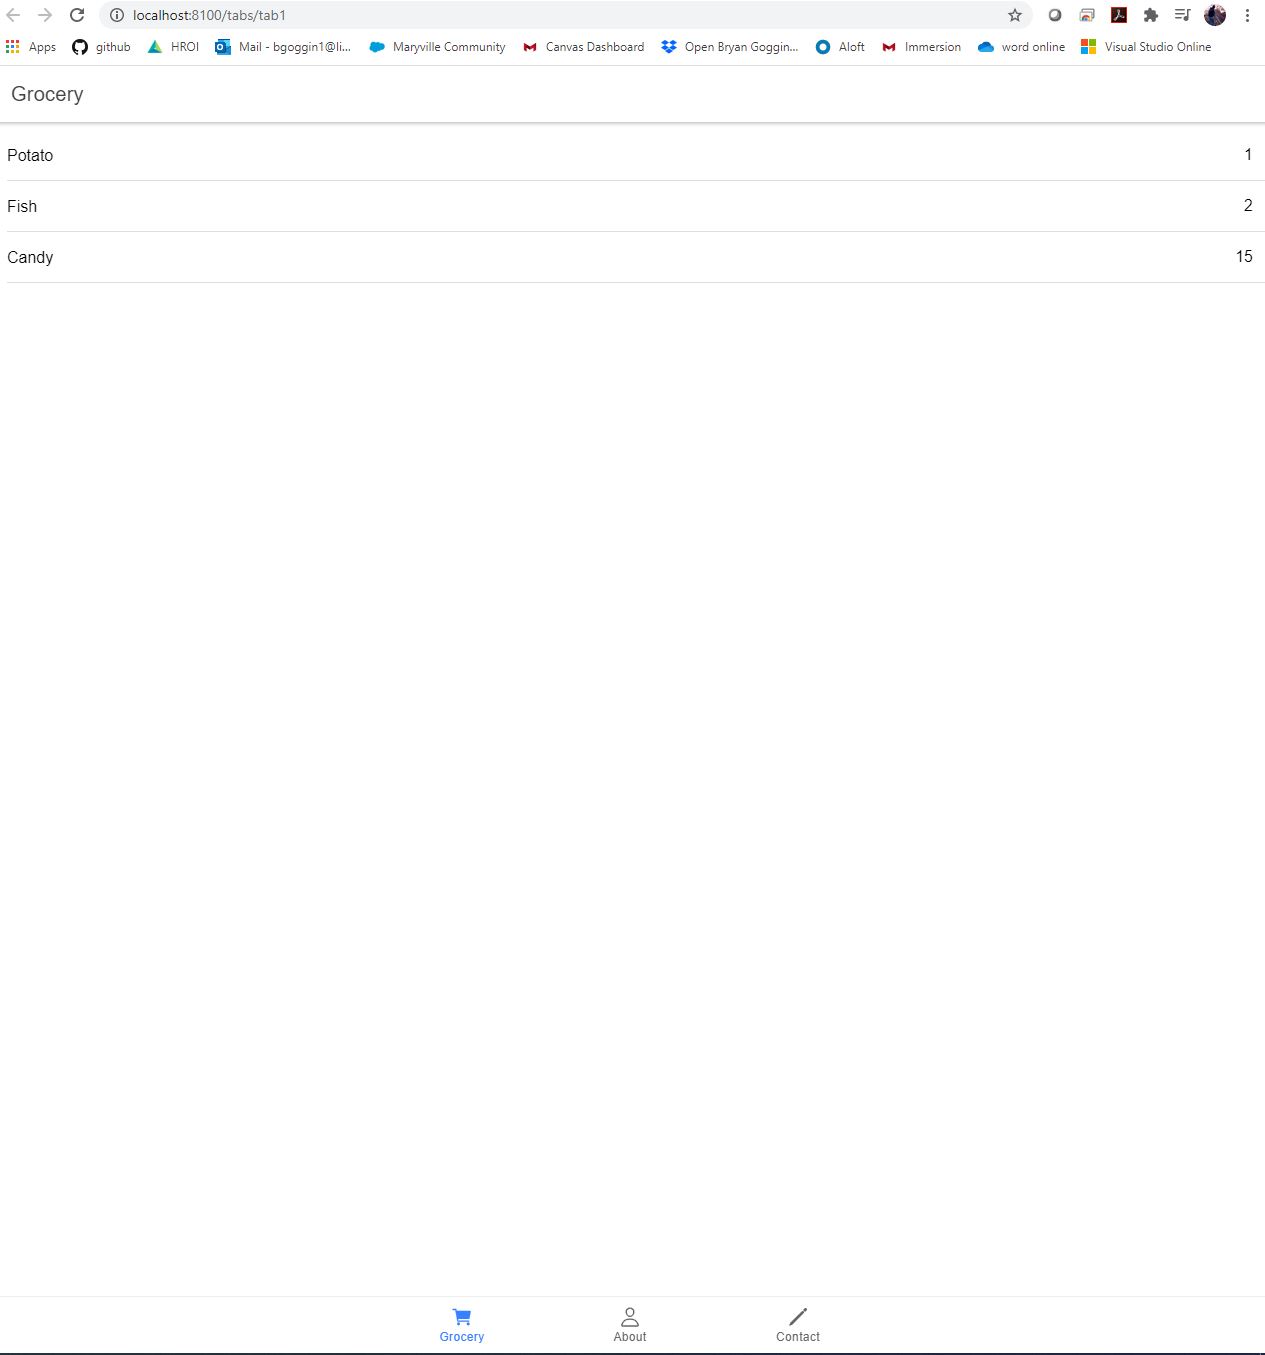 localhost:8100/tabs/tab1
Apps github HROI Mail - bgoggin1@li... Maryville Community Canvas Dashboard Open Bryan Goggin... Aloft Immersion word online Visual Studio Online
Grocery
Potato 1
Fish 2
Candy 15
Grocery About Contact